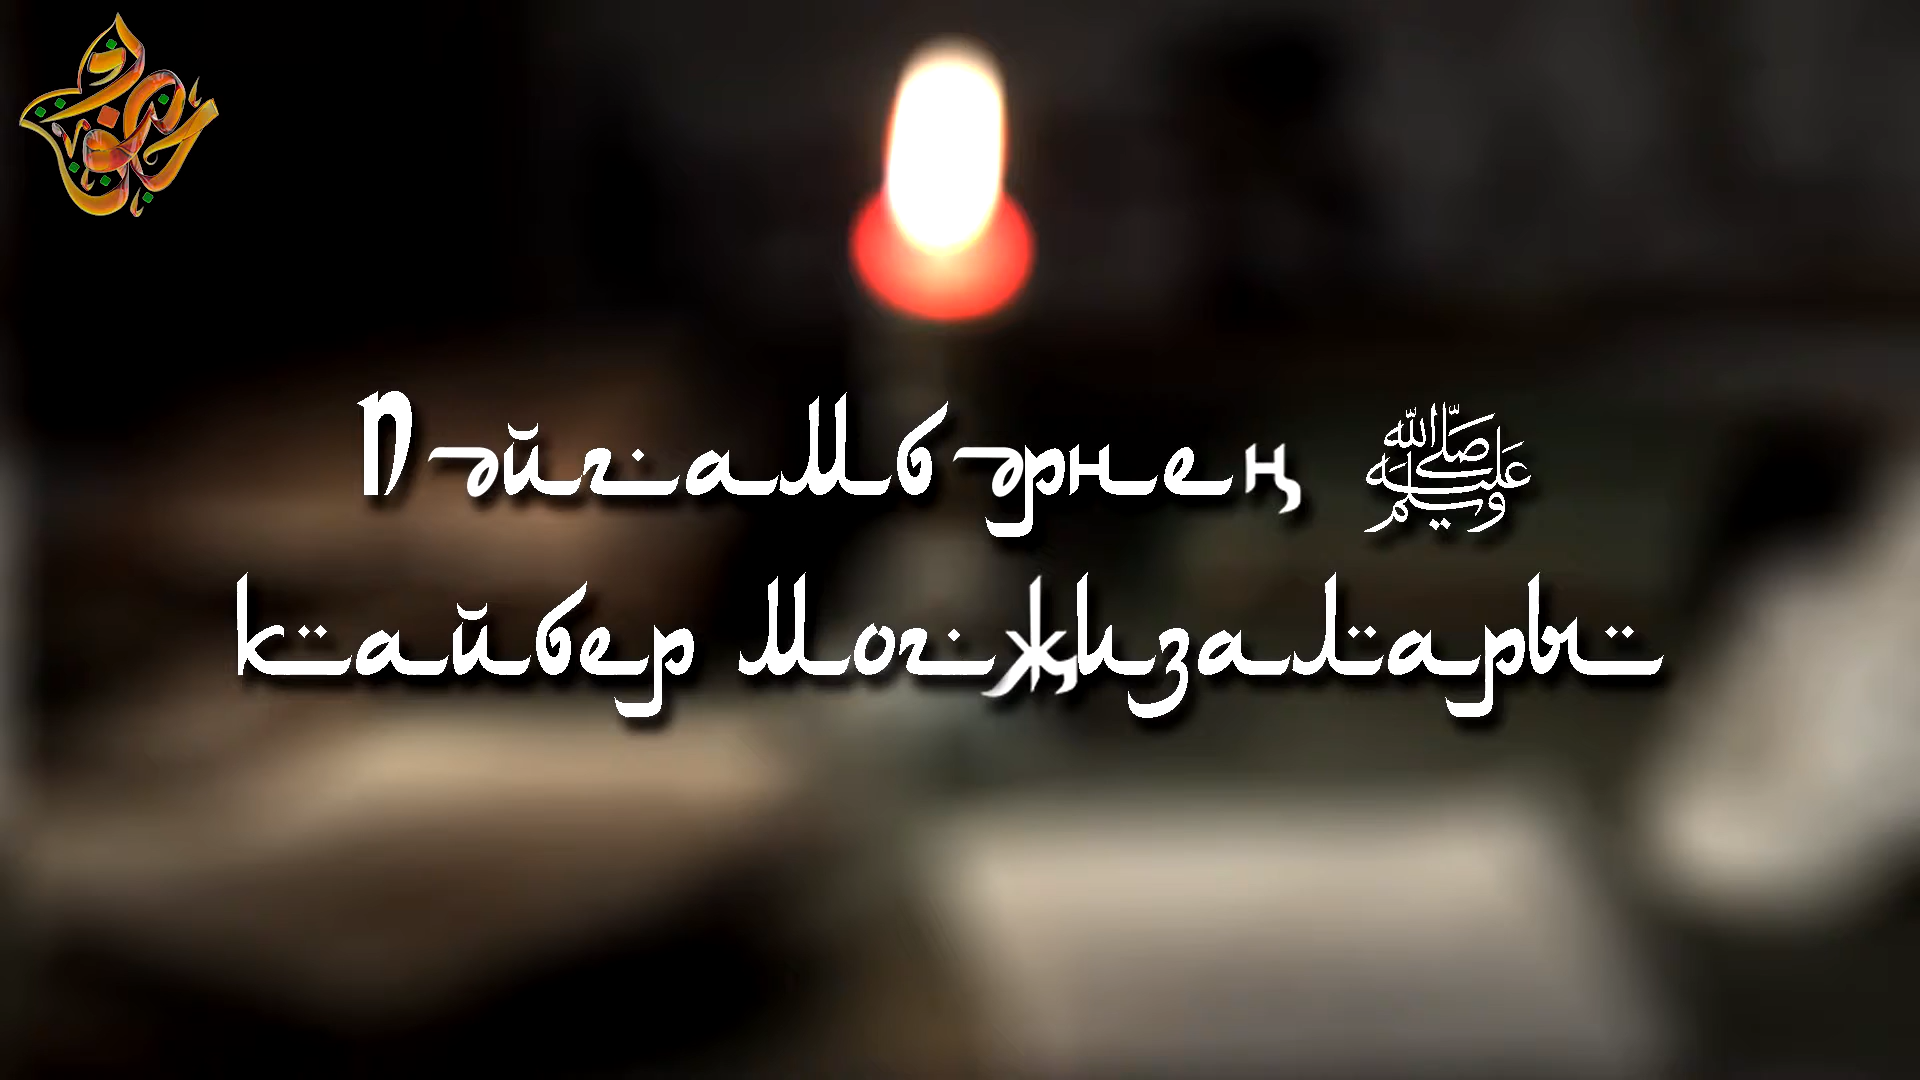 Пәйгамбәрнең ﷺ
кайбер могҗизалары